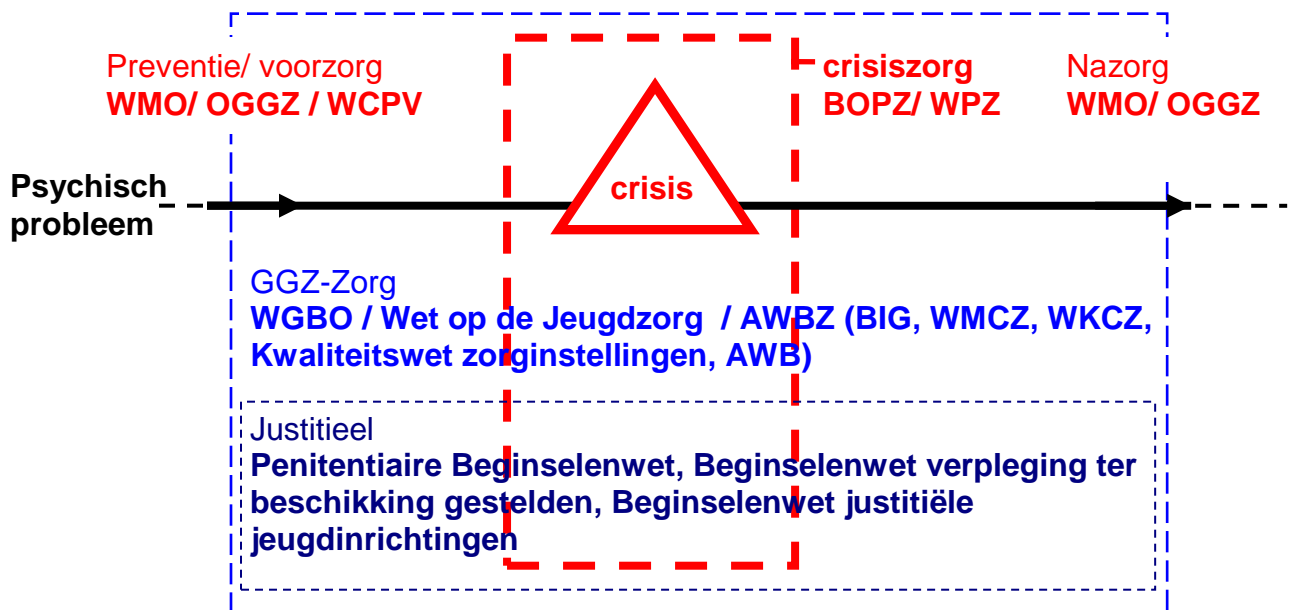 Preventie/ voorzorg
WMO/ OGGZ / WCPV
crisiszorg
BOPZ/ WPZ
Nazorg
WMO/ OGGZ
Psychisch
probleem
crisis
GGZ-Zorg
WGBO / Wet op de Jeugdzorg / AWBZ (BIG, WMCZ, WKCZ,
Kwaliteitswet zorginstellingen, AWB)
Justitieel
Penitentiaire Beginselenwet, Beginselenwet verpleging ter
beschikking gestelden, Beginselenwet justitiële
jeugdinrichtingen